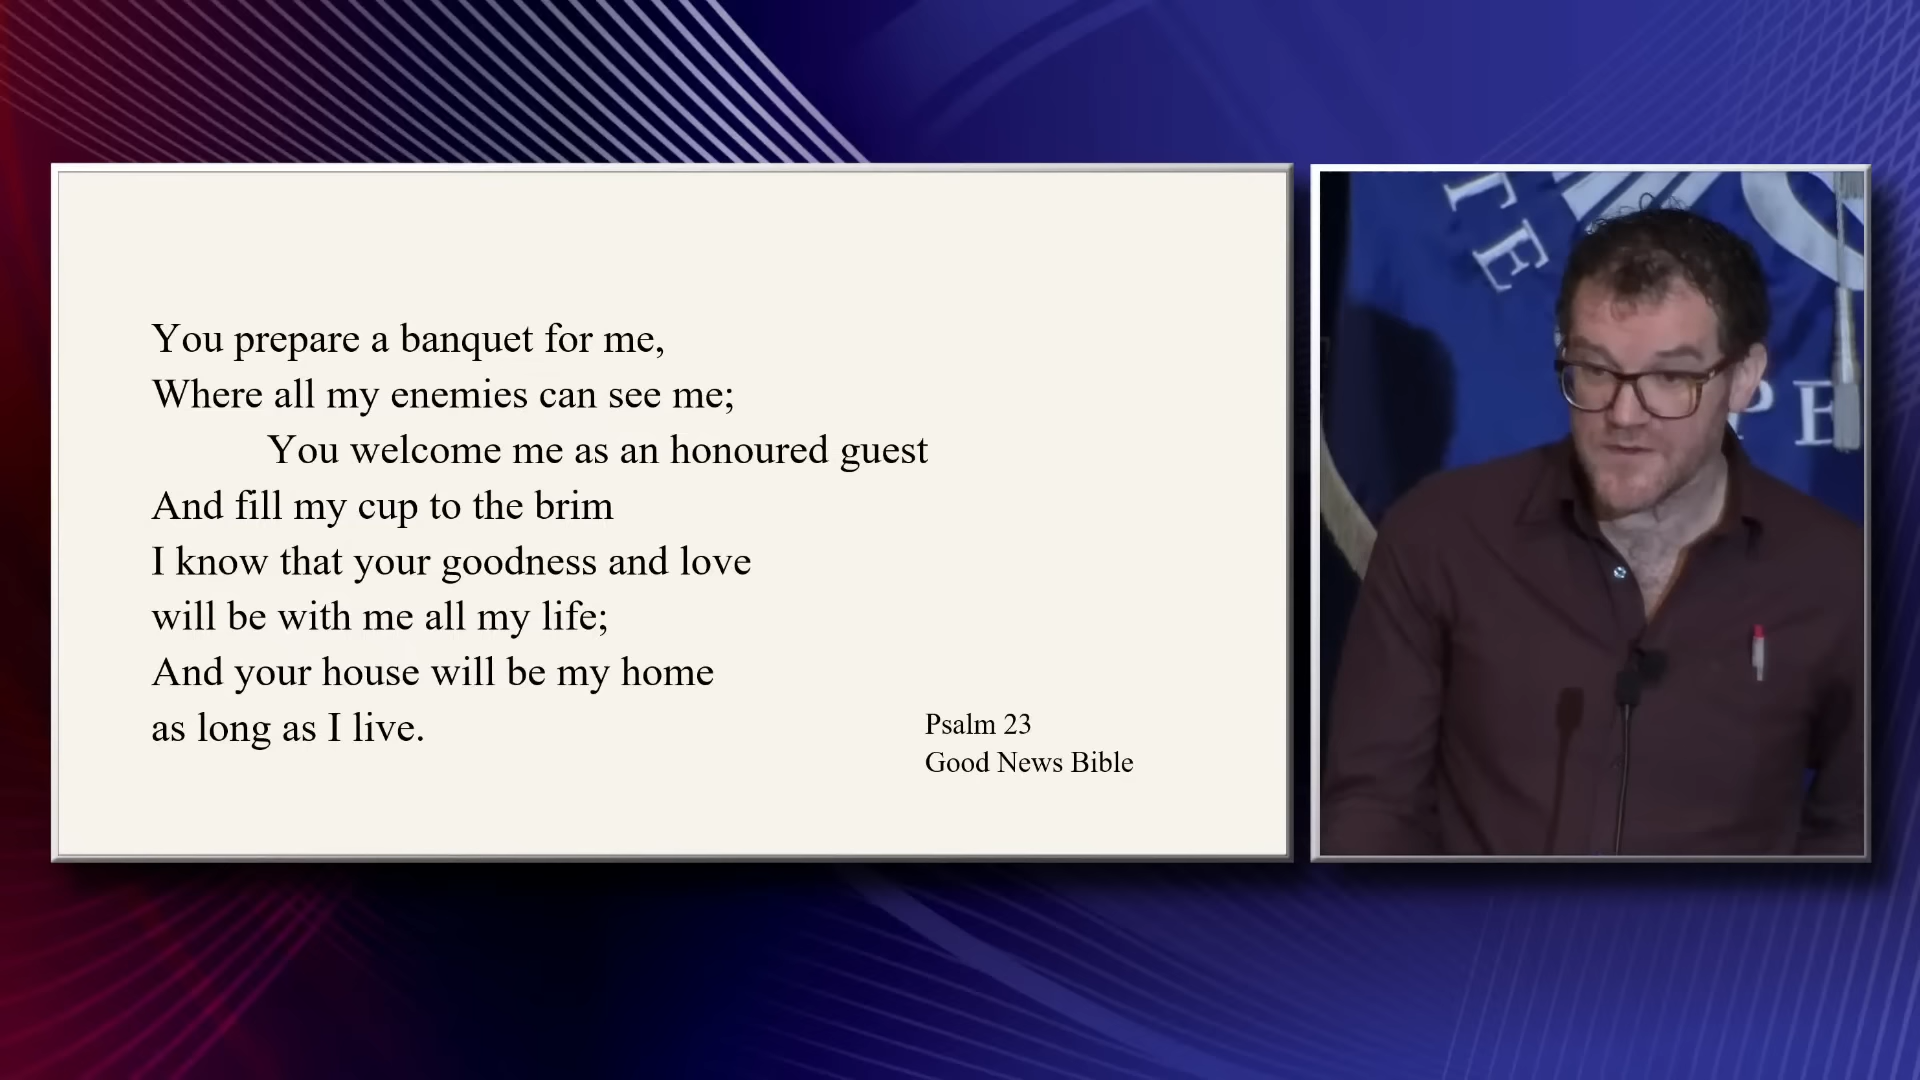 You prepare a banquet for me,
Where all my enemies can see me;
You welcome me as an honoured guest
And fill my cup to the brim
I know that your goodness and love
will be with me all my life;
And your house will be my home
as long as I live.
Psalm 23
Good News Bible
TE
PE